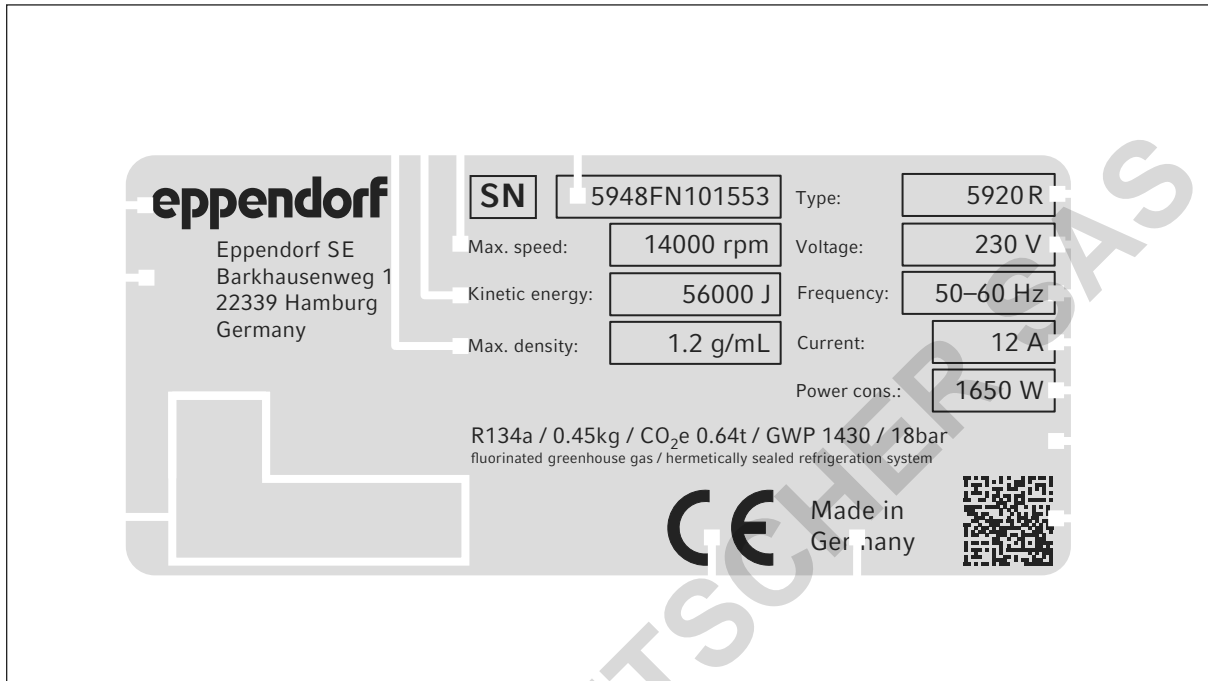 eppendorf
Eppendorf SE
Barkhausenweg 1
22339 Hamburg
Germany
SN 5948FN101553
Max. speed: 14000 rpm
Kinetic energy: 56000 J
Max. density: 1.2 g/mL
Type: 5920 R
Voltage: 230 V
Frequency: 50–60 Hz
Current: 12 A
Power cons.: 1650 W
R134a / 0.45kg / CO₂e 0.64t / GWP 1430 / 18bar
fluorinated greenhouse gas / hermetically sealed refrigeration system
CE
Made in
Germany
TSCHER SAS